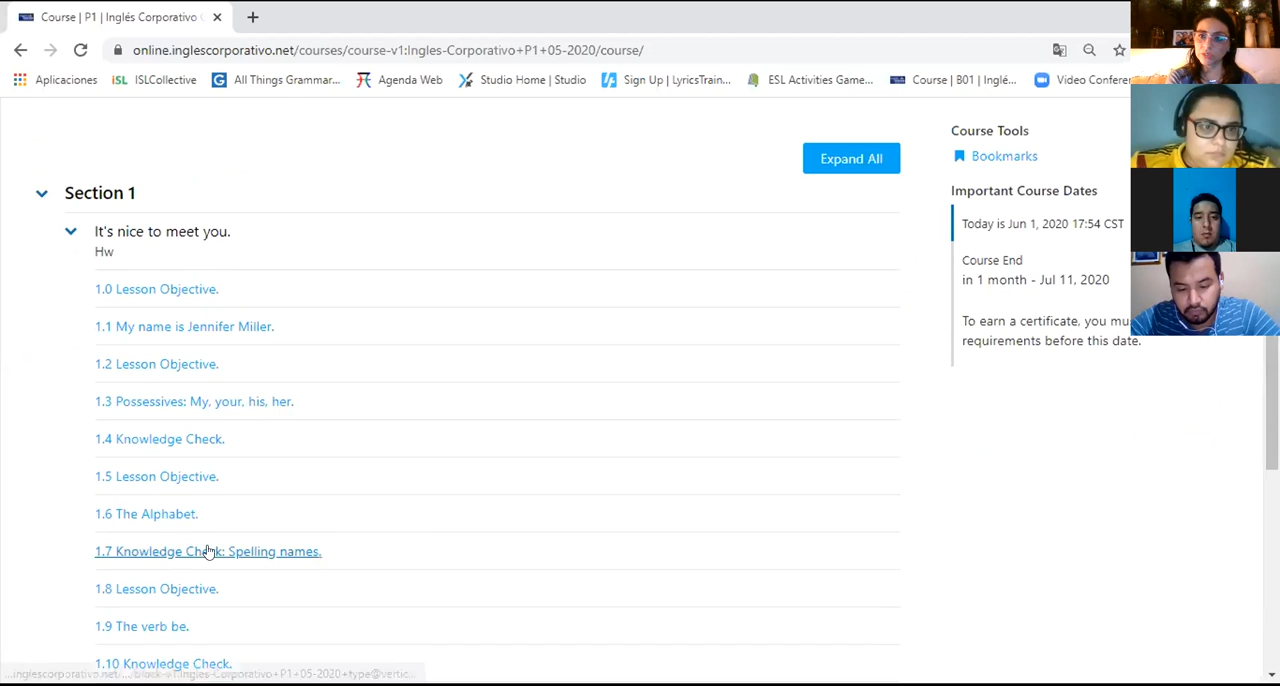 Course | P1 | Inglés Corporativo
online.inglescorporativo.net/courses/course-v1:Ingles-Corporativo+P1+05-2020/course/
Aplicaciones
iSL ISLCollective
G All Things Grammar...
Agenda Web
Studio Home | Studio
Sign Up | LyricsTrain...
ESL Activities Game...
Course | B01 | Inglé...
Video Conferen
Expand All
Section 1
It's nice to meet you.
Hw
1.0 Lesson Objective.
1.1 My name is Jennifer Miller.
1.2 Lesson Objective.
1.3 Possessives: My, your, his, her.
1.4 Knowledge Check.
1.5 Lesson Objective.
1.6 The Alphabet.
1.7 Knowledge Check: Spelling names.
1.8 Lesson Objective.
1.9 The verb be.
1.10 Knowledge Check.
Course Tools
Bookmarks
Important Course Dates
Today is Jun 1, 2020 17:54 CST
Course End
in 1 month - Jul 11, 2020
To earn a certificate, you mu
requirements before this date.